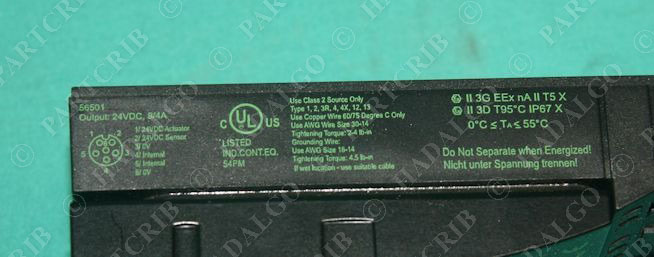 56501
Output: 24VDC, 8/4A
1/ 24VDC Actuator
2/ 24VDC Sensor
3/ 0V
4/ Internal
5/ Internal
6/ 0V
C UL US
LISTED
IND.CONT.EQ.
54FM
Use Class 2 Source Only
Type 1, 2, 3R, 4, 4X, 12, 13
Use Copper Wire 60/75 Degrees C Only
Use AWG Wire Size 30-14
Tightening Torque: 2-4 lb-in
Grounding Wire:
Use AWG Size 16-14
Tightening Torque: 4,5 lb-in
If wet location - use suitable cable
II 3G EEx nA II T5 X
II 3D T95°C IP67 X
0°C ≤ TA ≤ 55°C
Do Not Separate when Energized!
Nicht unter Spannung trennen!
PARTCRIB
HDALGO